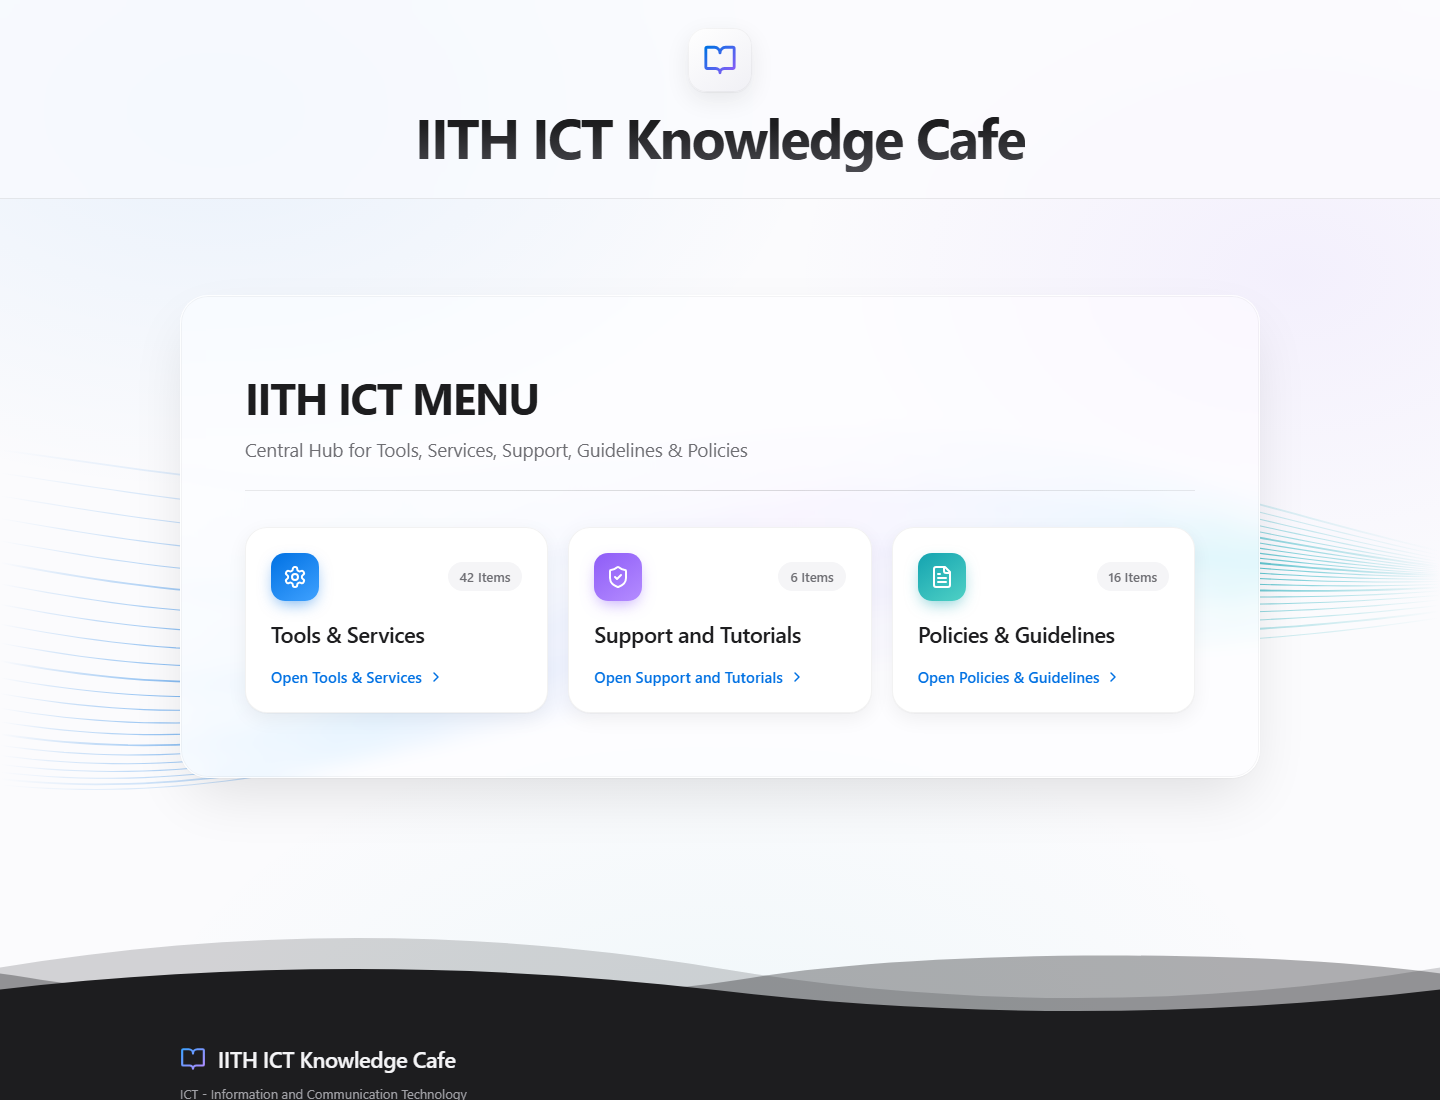 IITH ICT Knowledge Cafe
IITH ICT MENU
Central Hub for Tools, Services, Support, Guidelines & Policies
42 Items
Tools & Services
Open Tools & Services
6 Items
Support and Tutorials
Open Support and Tutorials
16 Items
Policies & Guidelines
Open Policies & Guidelines
IITH ICT Knowledge Cafe
ICT - Information and Communication Technology